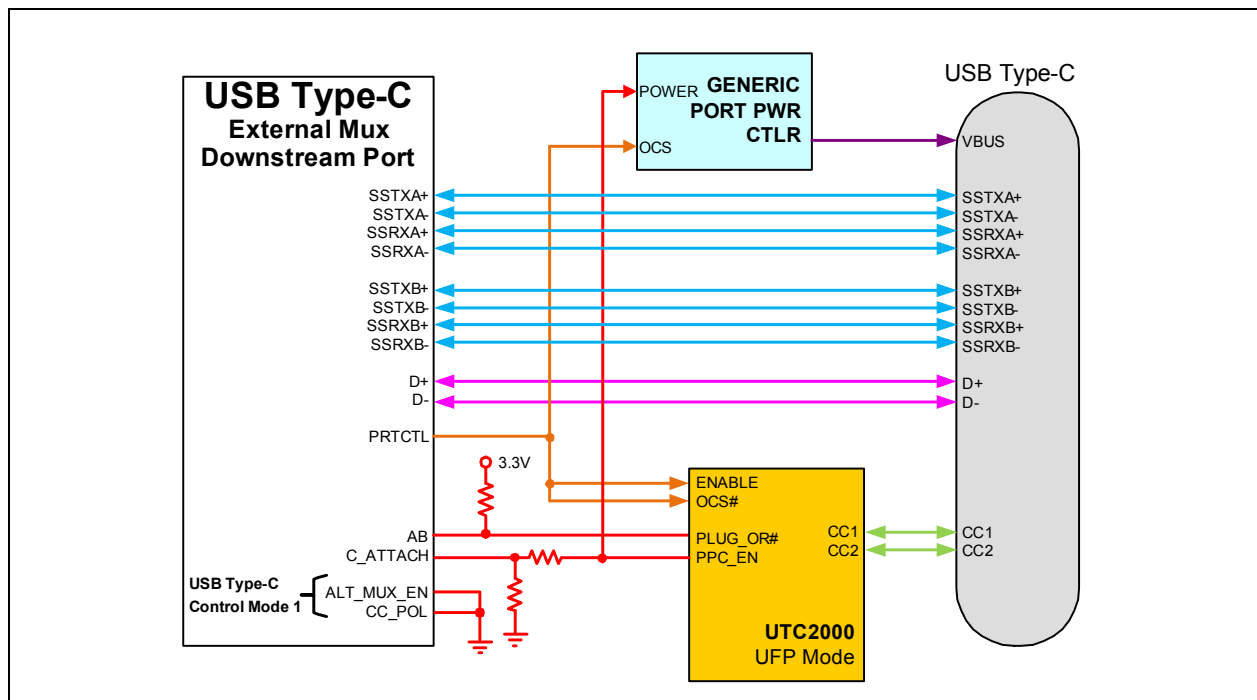 USB Type-C
External Mux
Downstream Port
SSTXA+
SSTXA-
SSRXA+
SSRXA-
SSTXB+
SSTXB-
SSRXB+
SSRXB-
D+
D-
PRTCTL
AB
C_ATTACH
ALT_MUX_EN
CC_POL
USB Type-C
Control Mode 1
3.3V
POWER
OCS
GENERIC
PORT PWR
CTLR
ENABLE
OCS#
PLUG_OR#
PPC_EN
CC1
CC2
UTC2000
UFP Mode
USB Type-C
VBUS
SSTXA+
SSTXA-
SSRXA+
SSRXA-
SSTXB+
SSTXB-
SSRXB+
SSRXB-
D+
D-
CC1
CC2